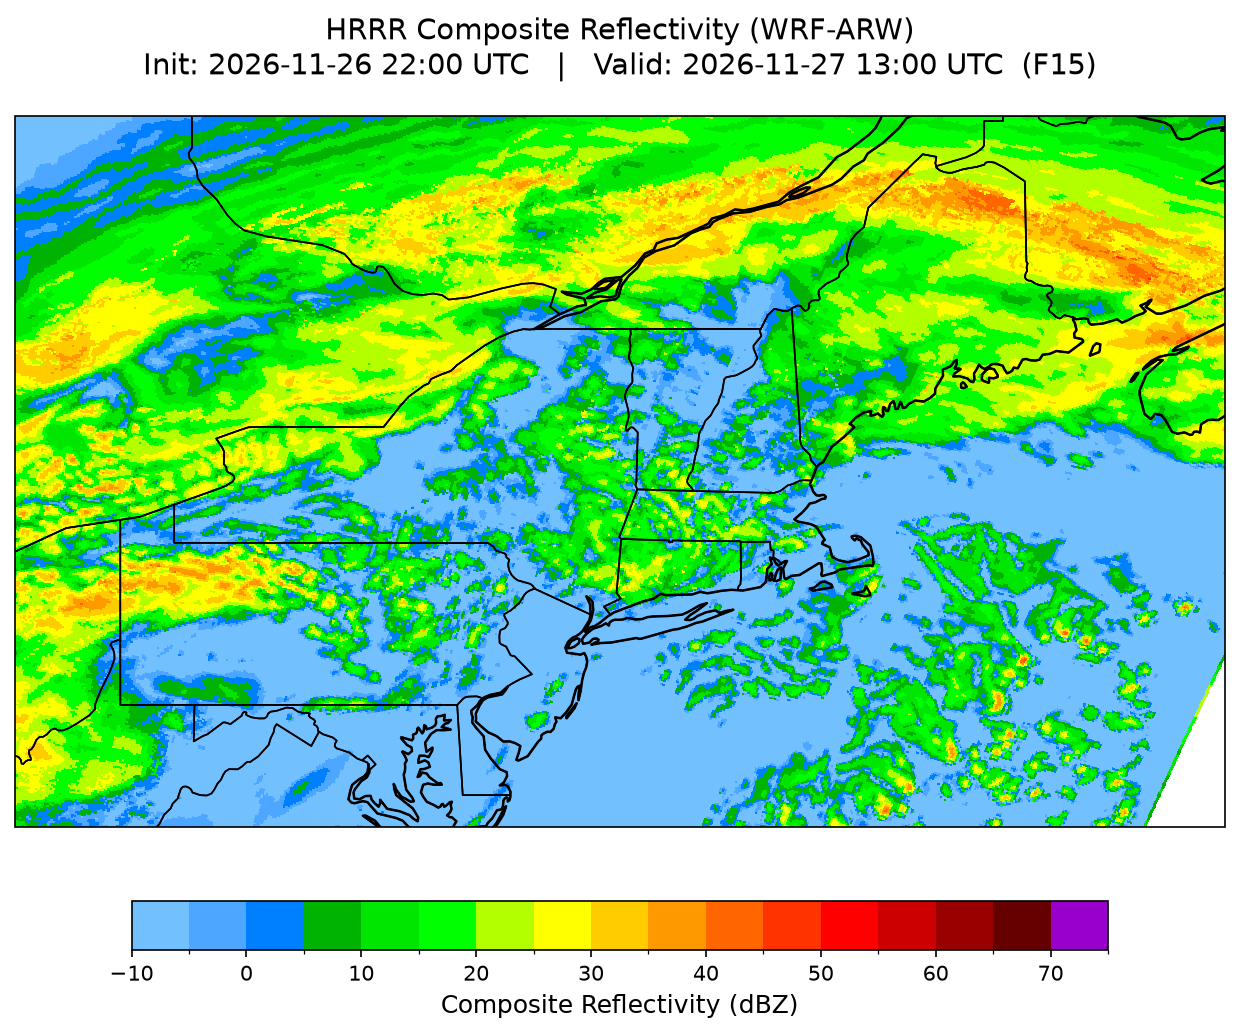 HRRR Composite Reflectivity (WRF-ARW)
Init: 2026-11-26 22:00 UTC   |   Valid: 2026-11-27 13:00 UTC  (F15)
−10 0 10 20 30 40 50 60 70
Composite Reflectivity (dBZ)